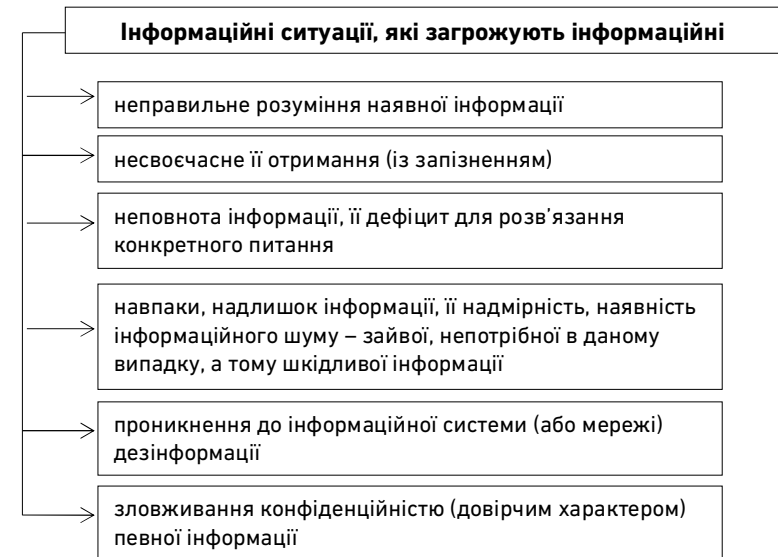 Інформаційні ситуації, які загрожують інформаційні
неправильне розуміння наявної інформації
несвоєчасне її отримання (із запізненням)
неповнота інформації, її дефіцит для розв’язання
конкретного питання
навпаки, надлишок інформації, її надмірність, наявність
інформаційного шуму – зайвої, непотрібної в даному
випадку, а тому шкідливої інформації
проникнення до інформаційної системи (або мережі)
дезінформації
зловживання конфіденційністю (довірчим характером)
певної інформації